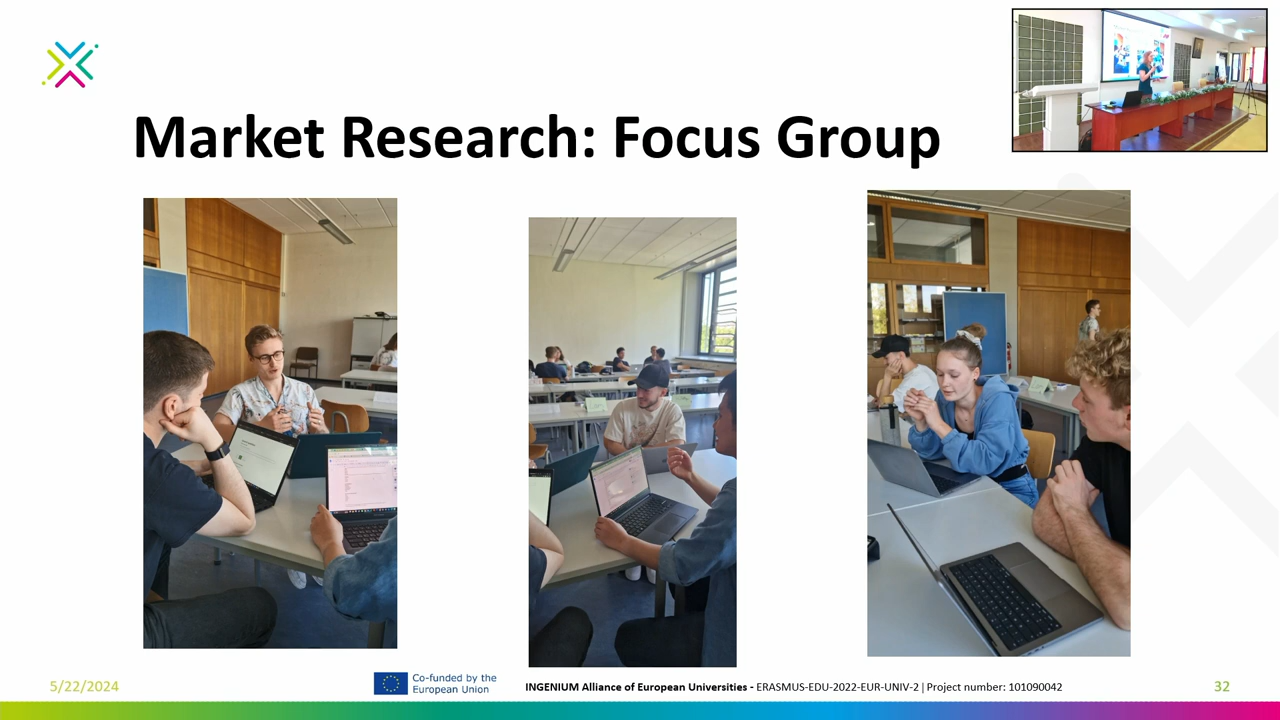 Market Research: Focus Group
5/22/2024
Co-funded by the
European Union
INGENIUM Alliance of European Universities - ERASMUS-EDU-2022-EUR-UNIV-2 | Project number: 101090042
32